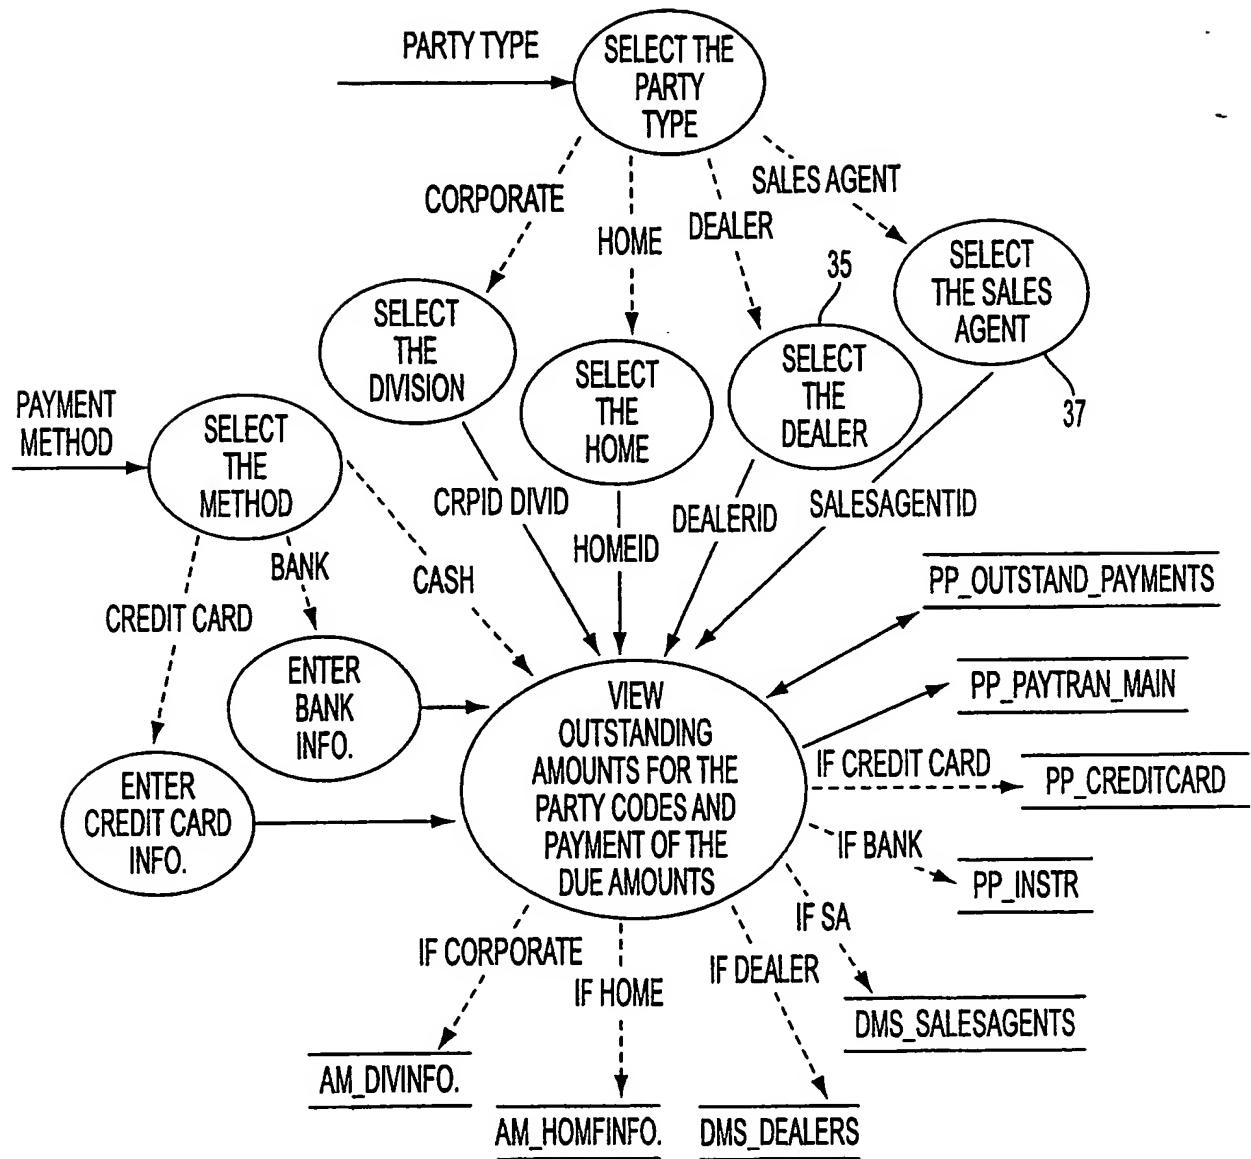 PARTY TYPE
SELECT THE
PARTY
TYPE
CORPORATE
HOME
DEALER
SALES AGENT
35
SELECT
THE SALES
AGENT
37
SELECT
THE
DIVISION
SELECT
THE
HOME
SELECT
THE
DEALER
PAYMENT
METHOD
SELECT
THE
METHOD
CRPID DIVID
HOMEID
DEALERID
SALESAGENTID
CREDIT CARD
BANK
CASH
ENTER
BANK
INFO.
ENTER
CREDIT CARD
INFO.
VIEW
OUTSTANDING
AMOUNTS FOR THE
PARTY CODES AND
PAYMENT OF THE
DUE AMOUNTS
PP_OUTSTAND_PAYMENTS
PP_PAYTRAN_MAIN
IF CREDIT CARD
PP_CREDITCARD
IF BANK
PP_INSTR
IF SA
DMS_SALESAGENTS
IF CORPORATE
IF HOME
IF DEALER
AM_DIVINFO.
AM_HOMFINFO.
DMS_DEALERS